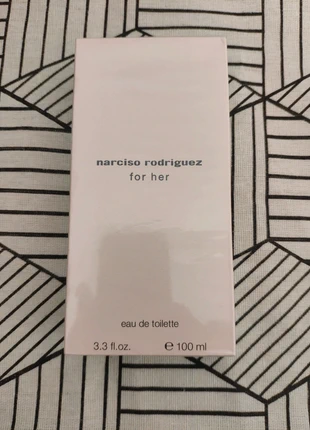 narciso rodriguez
for her
eau de toilette
3.3 fl.oz. ℮ 100 ml